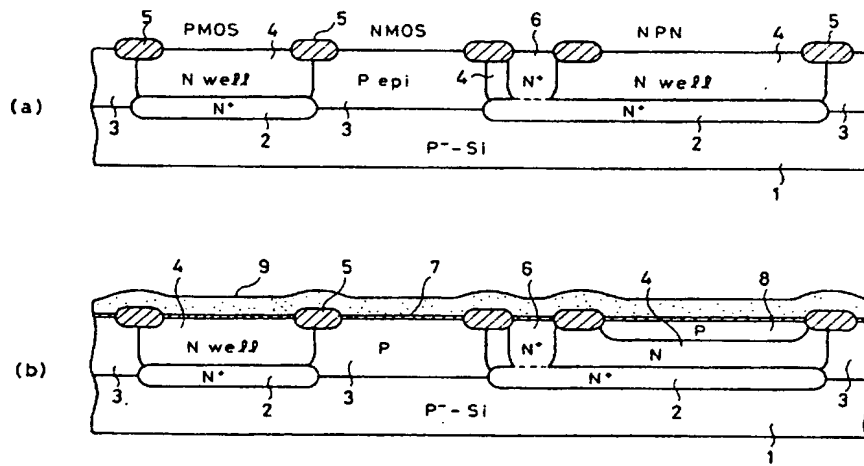 5 PMOS 4 5 NMOS 6 NPN 4 5
(a) N well P epi 4 N+ N well
3 N+ 2 3 N+ 2 3
P⁻-Si
1
4 9 5 7 6 4 8
P
(b) N well P N+ N
3 N+ 2 3 N+ 2 3
P⁻-Si
1